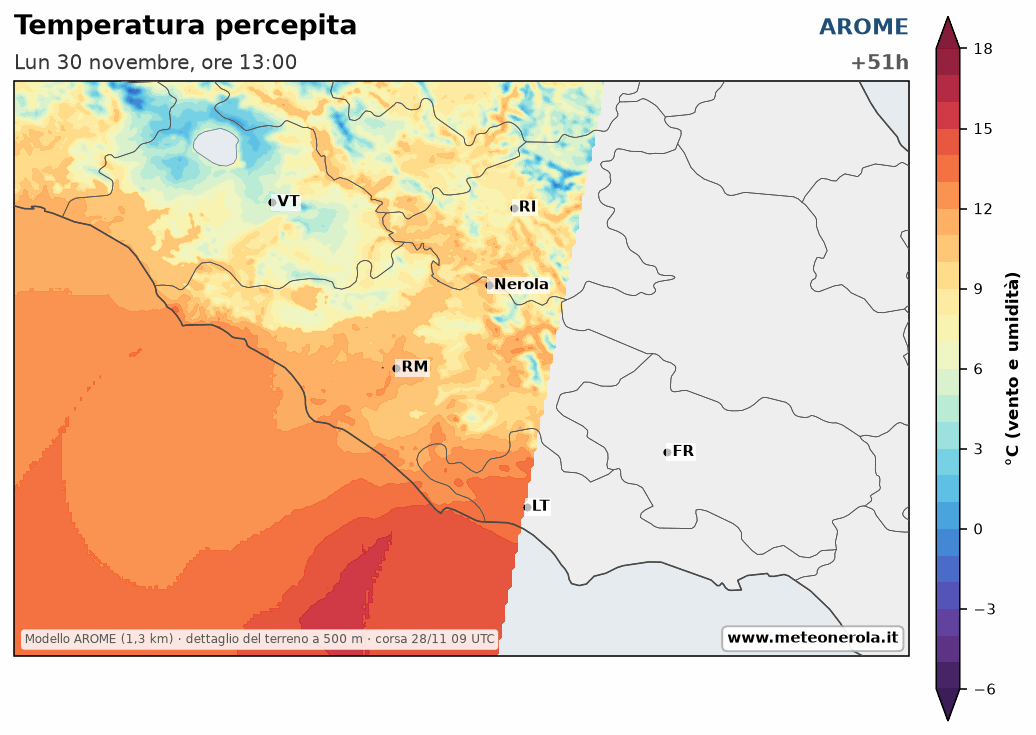 Temperatura percepita
AROME
Lun 30 novembre, ore 13:00
+51h
VT
RI
Nerola
RM
FR
LT
Modello AROME (1,3 km) · dettaglio del terreno a 500 m · corsa 28/11 09 UTC
www.meteonerola.it
18
15
12
9
6
3
0
−3
−6
°C (vento e umidità)